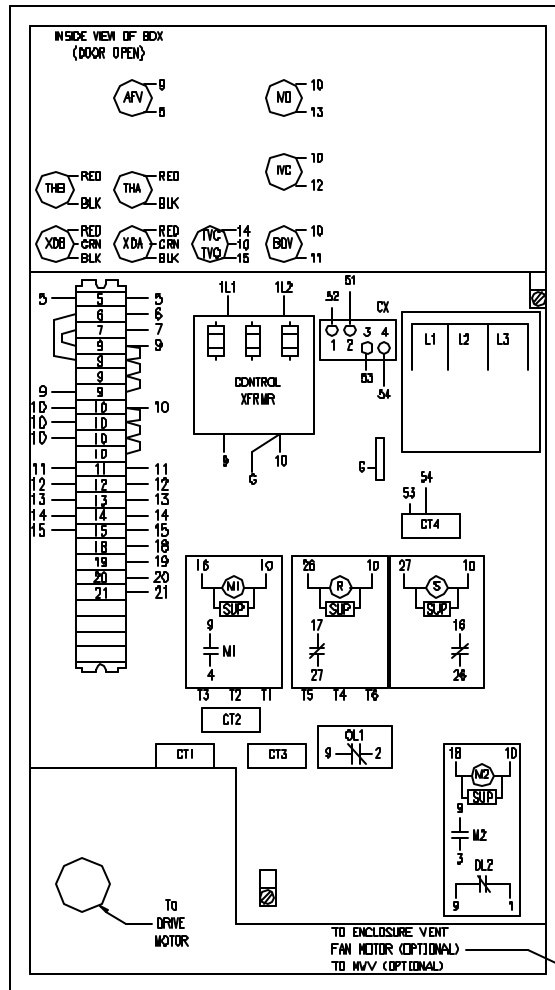 INSIDE VIEW OF BOX
(DOOR OPEN)
9
AFV
10
IVO
13
10
IVC
12
RED
THB
BLK
RED
THA
BLK
RED
XDB
GRN
BLK
RED
XDA
GRN
BLK
14
TVC
10
TVO
15
10
BDV
11
5 5 5
6 6
7 7
9 9
8
9
9 9
10 10 10
10 10
10 10
10
11 11 11
12 12 12
13 13 13
14 14 14
15 15 15
18 18
19 19
20 20
21 21
1L1 1L2
CONTROL
XFRMR
9 10
G
51
52 CX
3 4
1 2
53
54
L1 L2 L3
G
54
53
CT4
16 10
M1
SUP
9
M1
4
T3 T2 T1
26 10
R
SUP
17
27
T5 T4 T6
27 10
S
SUP
16
26
CT2
CT1
CT3
OL1
9 2
18 10
M2
SUP
9
M2
3
OL2
9 1
TO
DRIVE
MOTOR
TO ENCLOSURE VENT
FAN MOTOR (OPTIONAL)
TO MVV (OPTIONAL)